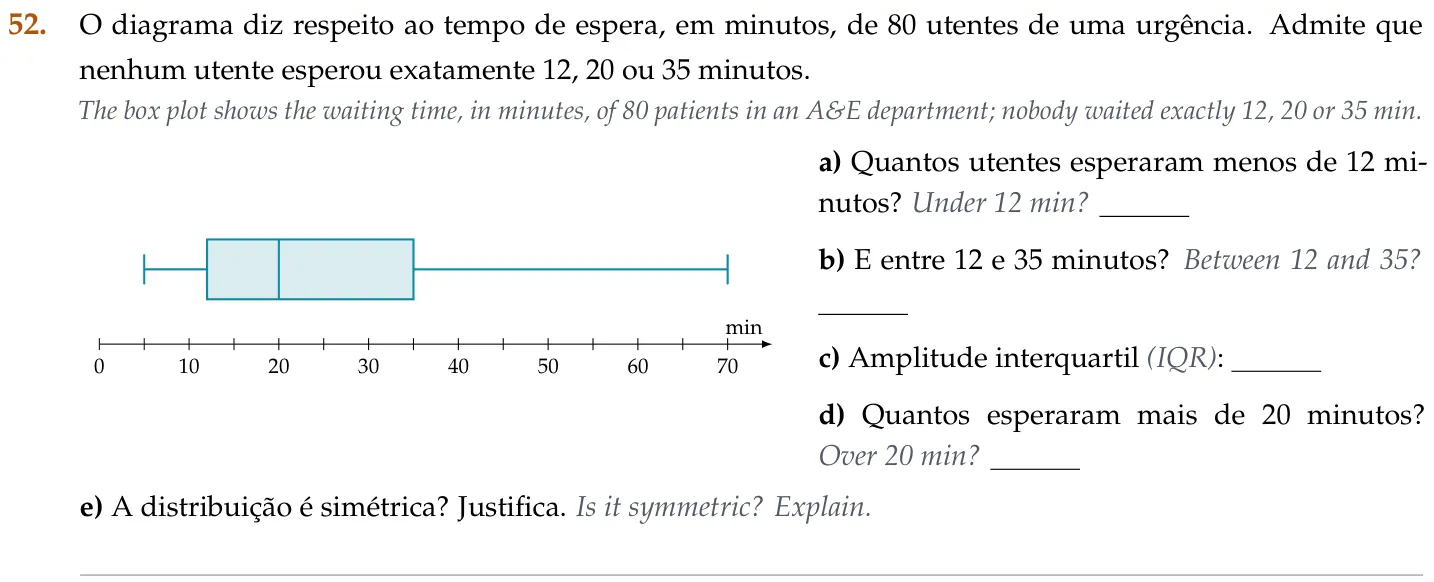 52. O diagrama diz respeito ao tempo de espera, em minutos, de 80 utentes de uma urgência. Admite que
nenhum utente esperou exatamente 12, 20 ou 35 minutos.
The box plot shows the waiting time, in minutes, of 80 patients in an A&E department; nobody waited exactly 12, 20 or 35 min.
a) Quantos utentes esperaram menos de 12 mi-
nutos? Under 12 min? ______
b) E entre 12 e 35 minutos? Between 12 and 35?
______
min
0 10 20 30 40 50 60 70
c) Amplitude interquartil (IQR): ______
d) Quantos esperaram mais de 20 minutos?
Over 20 min? ______
e) A distribuição é simétrica? Justifica. Is it symmetric? Explain.